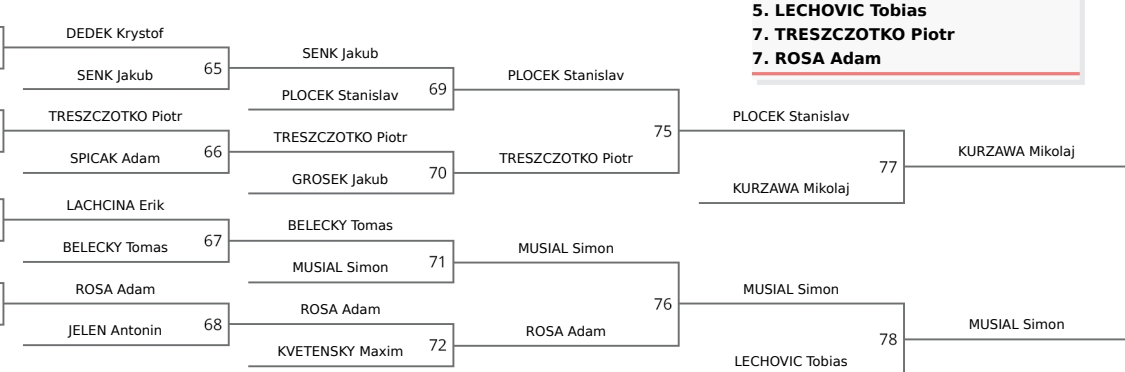 5. LECHOVIC Tobias
7. TRESZCZOTKO Piotr
7. ROSA Adam
DEDEK Krystof
SENK Jakub
65
TRESZCZOTKO Piotr
SPICAK Adam
66
LACHCINA Erik
BELECKY Tomas
67
ROSA Adam
JELEN Antonin
68
SENK Jakub
PLOCEK Stanislav
69
TRESZCZOTKO Piotr
GROSEK Jakub
70
BELECKY Tomas
MUSIAL Simon
71
ROSA Adam
KVETENSKY Maxim
72
PLOCEK Stanislav
TRESZCZOTKO Piotr
75
MUSIAL Simon
ROSA Adam
76
PLOCEK Stanislav
KURZAWA Mikolaj
77
MUSIAL Simon
LECHOVIC Tobias
78
KURZAWA Mikolaj
MUSIAL Simon